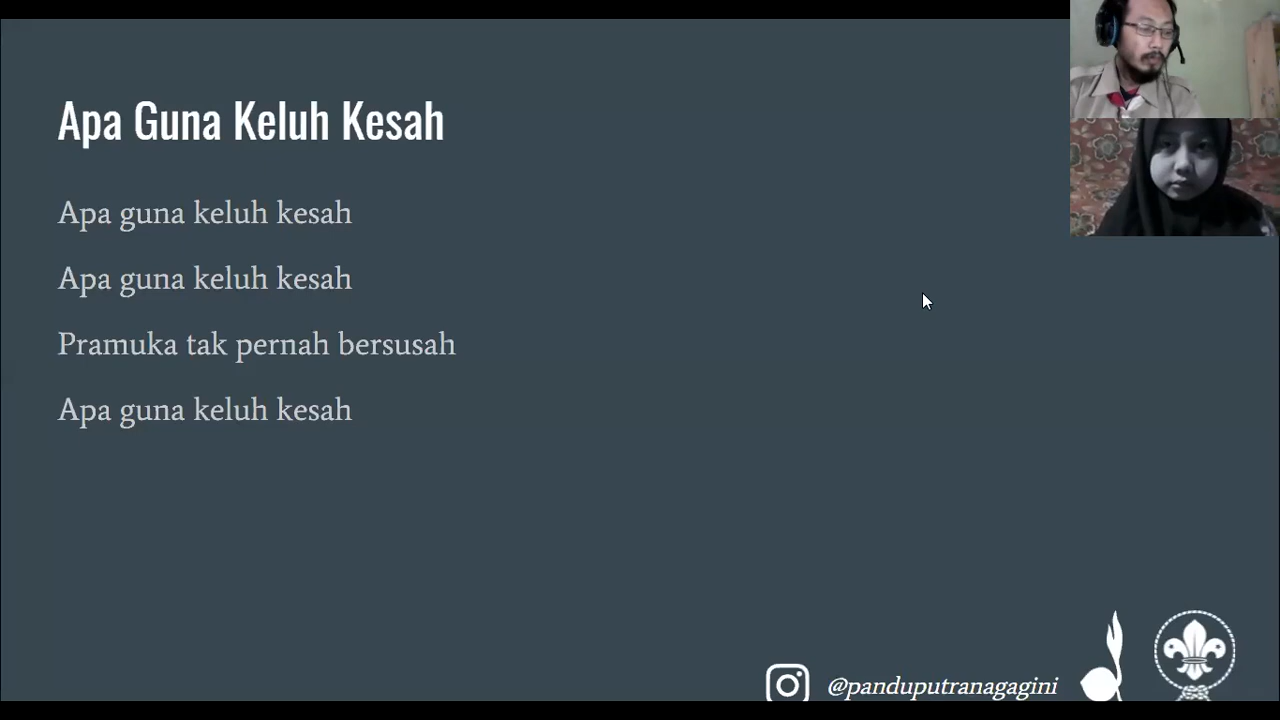 Apa Guna Keluh Kesah
Apa guna keluh kesah
Apa guna keluh kesah
Pramuka tak pernah bersusah
Apa guna keluh kesah
@panduputranagagini